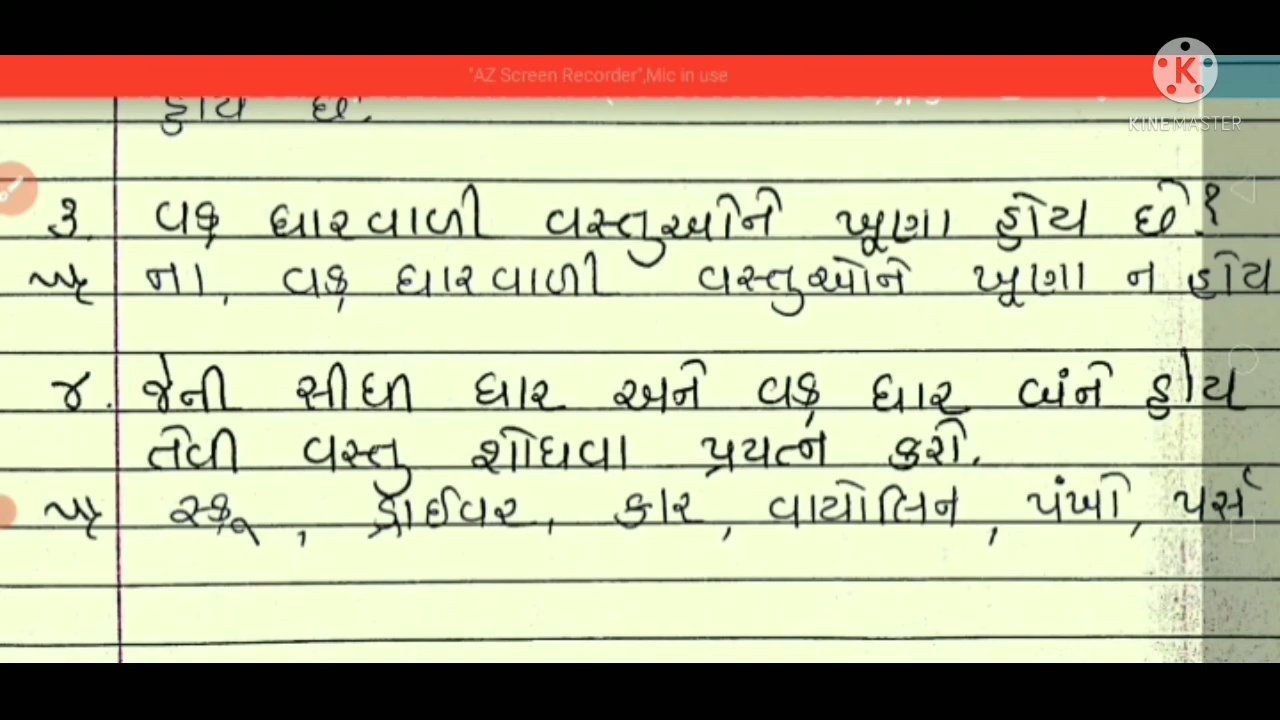 "AZ Screen Recorder",Mic in use
KINEMASTER
હોય છે.
૩. વક્ર ધારવાળી વસ્તુઓને ખૂણા હોય છે?
ના, વક્ર ધારવાળી વસ્તુઓને ખૂણા ન હોય
૪. જેની સીધી ધાર અને વક્ર ધાર બંને હોય
તેવી વસ્તુ શોધવા પ્રયત્ન કરો.
સ્ક્રૂ, ડ્રાઈવર, કાર, વાયોલિન, પંખો, પર્સ